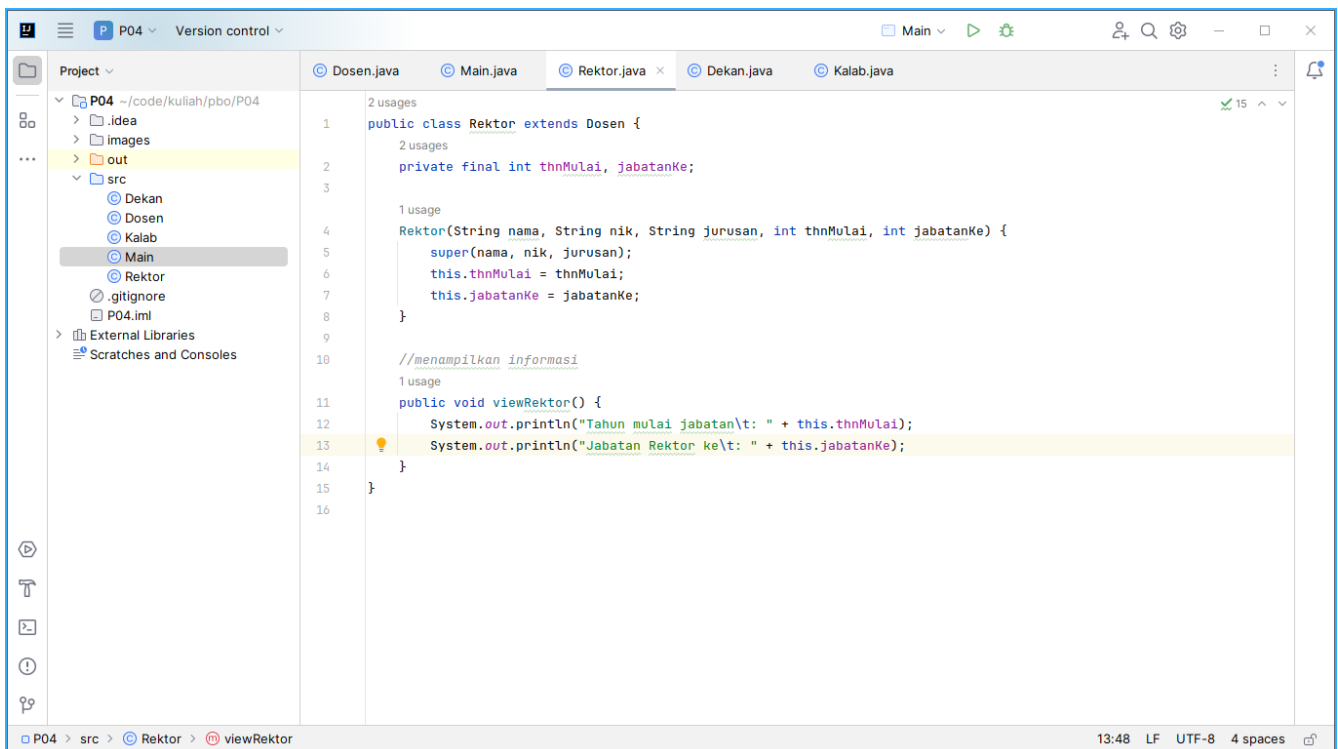 P P04 Version control Main
Project
Dosen.java Main.java Rektor.java Dekan.java Kalab.java
P04 ~/code/kuliah/pbo/P04
.idea
images
out
src
Dekan
Dosen
Kalab
Main
Rektor
.gitignore
P04.iml
External Libraries
Scratches and Consoles
15
2 usages
1 public class Rektor extends Dosen {
2 usages
2 private final int thnMulai, jabatanKe;
3
1 usage
4 Rektor(String nama, String nik, String jurusan, int thnMulai, int jabatanKe) {
5 super(nama, nik, jurusan);
6 this.thnMulai = thnMulai;
7 this.jabatanKe = jabatanKe;
8 }
9
10 //menampilkan informasi
1 usage
11 public void viewRektor() {
12 System.out.println("Tahun mulai jabatan\t: " + this.thnMulai);
13 System.out.println("Jabatan Rektor ke\t: " + this.jabatanKe);
14 }
15 }
16
P04 > src > Rektor > viewRektor
13:48 LF UTF-8 4 spaces